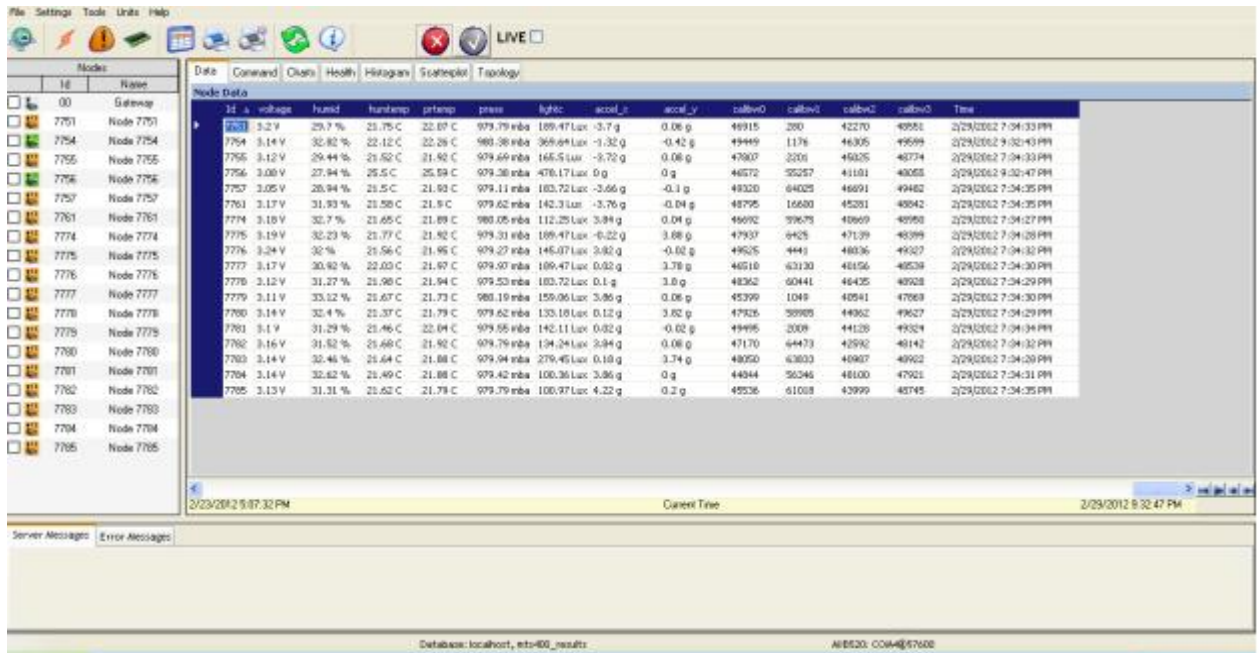 File Settings Tools Units Help
LIVE
Nodes
Id Name
00 Gateway
7751 Node 7751
7754 Node 7754
7755 Node 7755
7756 Node 7756
7757 Node 7757
7761 Node 7761
7774 Node 7774
7775 Node 7775
7776 Node 7776
7777 Node 7777
7778 Node 7778
7779 Node 7779
7780 Node 7780
7781 Node 7781
7782 Node 7782
7783 Node 7783
7784 Node 7784
7785 Node 7785
Data Command Charts Health Histogram Scatterplot Topology
Node Data
Id voltage humid humtemp prtemp press lightc accel_x accel_y calibw0 calibw1 calibw2 calibw3 Time
7751 3.2 V 29.7 % 21.75 C 22.07 C 979.79 mba 189.47 Lux -3.7 g 0.06 g 46915 280 42270 48551 2/29/2012 7:34:33 PM
7754 3.14 V 32.82 % 22.12 C 22.26 C 980.38 mba 369.64 Lux -1.32 g -0.42 g 49449 1176 46305 49599 2/29/2012 9:32:43 PM
7755 3.12 V 29.44 % 21.52 C 21.92 C 979.69 mba 165.5 Lux -3.72 g 0.08 g 47807 2201 45025 48774 2/29/2012 7:34:33 PM
7756 3.08 V 27.94 % 25.5 C 25.59 C 979.38 mba 478.17 Lux 0 g 0 g 46572 55257 41181 48055 2/29/2012 9:32:47 PM
7757 3.05 V 28.94 % 21.5 C 21.93 C 979.11 mba 183.72 Lux -3.66 g -0.1 g 49320 64025 46691 49482 2/29/2012 7:34:35 PM
7761 3.17 V 31.93 % 21.58 C 21.9 C 979.62 mba 142.3 Lux -3.76 g -0.04 g 48795 16680 45281 48842 2/29/2012 7:34:35 PM
7774 3.18 V 32.7 % 21.65 C 21.89 C 980.05 mba 112.25 Lux 3.84 g 0.04 g 46692 59675 40669 48950 2/29/2012 7:34:27 PM
7775 3.19 V 32.23 % 21.77 C 21.92 C 979.31 mba 189.47 Lux -0.22 g 3.88 g 47937 6425 47139 48399 2/29/2012 7:34:28 PM
7776 3.24 V 32 % 21.56 C 21.95 C 979.27 mba 145.07 Lux 3.82 g -0.02 g 49525 4441 48036 49327 2/29/2012 7:34:32 PM
7777 3.17 V 30.92 % 22.03 C 21.97 C 979.97 mba 189.47 Lux 0.02 g 3.78 g 46518 63130 40156 48539 2/29/2012 7:34:30 PM
7778 3.12 V 31.27 % 21.98 C 21.94 C 979.53 mba 183.72 Lux 0.1 g 3.8 g 48362 60441 46435 48928 2/29/2012 7:34:29 PM
7779 3.11 V 33.12 % 21.67 C 21.73 C 980.19 mba 159.06 Lux 3.86 g 0.06 g 45399 1049 40541 47869 2/29/2012 7:34:30 PM
7780 3.14 V 32.4 % 21.37 C 21.79 C 979.62 mba 133.18 Lux 0.12 g 3.82 g 47926 58905 44062 49627 2/29/2012 7:34:29 PM
7781 3.1 V 31.29 % 21.46 C 22.04 C 979.55 mba 142.11 Lux 0.02 g -0.02 g 49495 2009 44128 49324 2/29/2012 7:34:34 PM
7782 3.16 V 31.52 % 21.68 C 21.92 C 979.79 mba 134.24 Lux 3.84 g 0.08 g 47170 64473 42592 48142 2/29/2012 7:34:32 PM
7783 3.14 V 32.46 % 21.64 C 21.88 C 979.94 mba 279.45 Lux 0.18 g 3.74 g 48050 63833 40987 48922 2/29/2012 7:34:28 PM
7784 3.14 V 32.62 % 21.49 C 21.88 C 979.42 mba 100.36 Lux 3.86 g 0 g 44844 56346 48100 47921 2/29/2012 7:34:31 PM
7785 3.13 V 31.31 % 21.62 C 21.79 C 979.79 mba 100.97 Lux 4.22 g 0.2 g 45536 61018 43999 48745 2/29/2012 7:34:35 PM
2/23/2012 5:07:32 PM Current Time 2/29/2012 9:32:47 PM
Server Messages Error Messages
Database: localhost, mts400_results COM4@57600